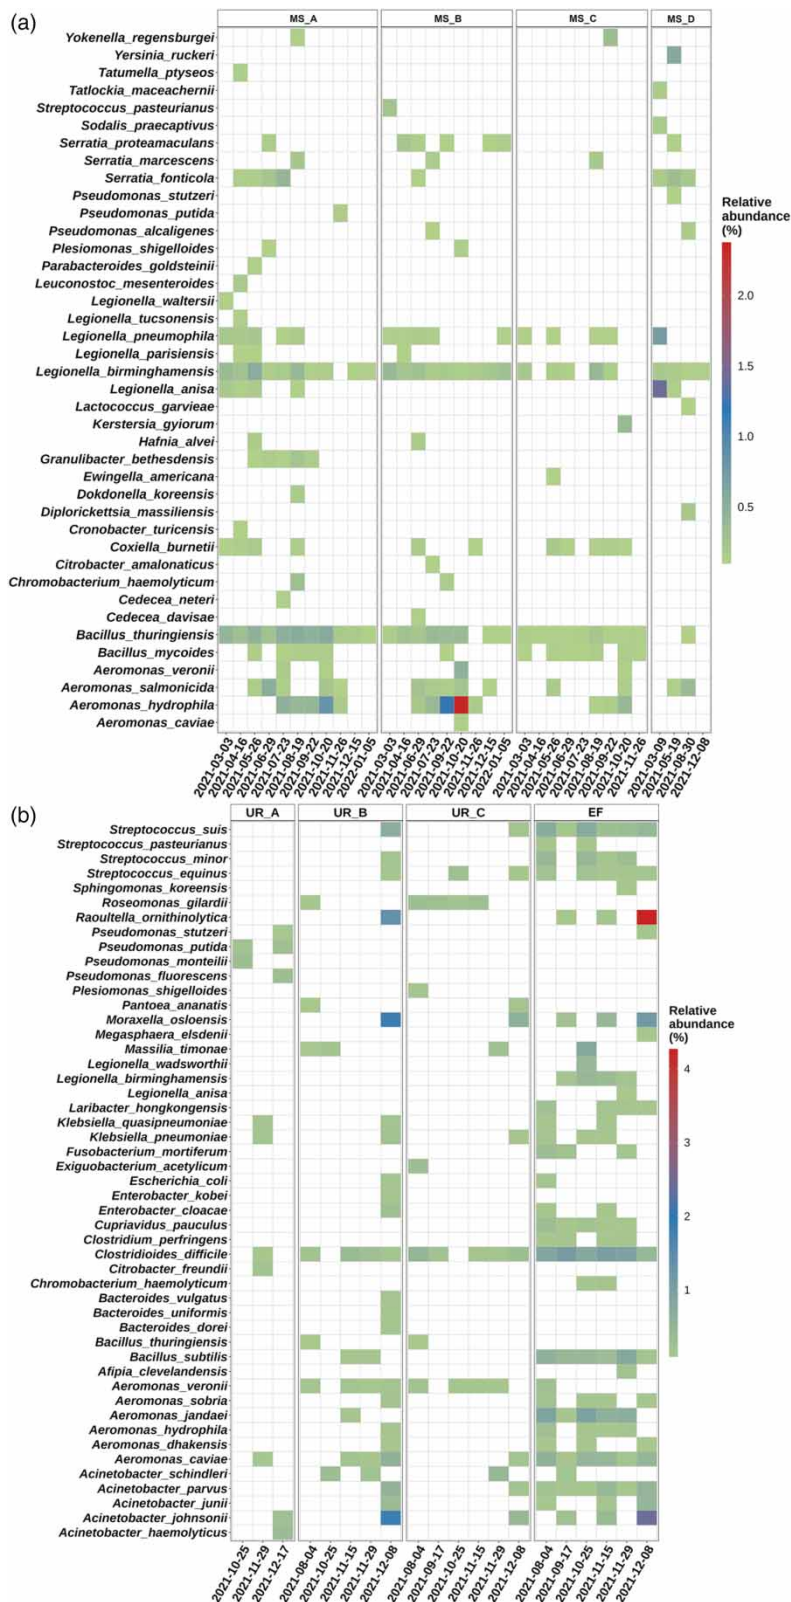 (a)
MS_A MS_B MS_C MS_D
Yokenella_regensburgei
Yersinia_ruckeri
Tatumella_ptyseos
Tatlockia_maceachernii
Streptococcus_pasteurianus
Sodalis_praecaptivus
Serratia_proteamaculans
Serratia_marcescens
Serratia_fonticola
Pseudomonas_stutzeri
Pseudomonas_putida
Pseudomonas_alcaligenes
Plesiomonas_shigelloides
Parabacteroides_goldsteinii
Leuconostoc_mesenteroides
Legionella_waltersii
Legionella_tucsonensis
Legionella_pneumophila
Legionella_parisiensis
Legionella_birminghamensis
Legionella_anisa
Lactococcus_garvieae
Kerstersia_gyiorum
Hafnia_alvei
Granulibacter_bethesdensis
Ewingella_americana
Dokdonella_koreensis
Diplorickettsia_massiliensis
Cronobacter_turicensis
Coxiella_burnetii
Citrobacter_amalonaticus
Chromobacterium_haemolyticum
Cedecea_neteri
Cedecea_davisae
Bacillus_thuringiensis
Bacillus_mycoides
Aeromonas_veronii
Aeromonas_salmonicida
Aeromonas_hydrophila
Aeromonas_caviae
2021-03-03 2021-04-16 2021-05-26 2021-06-29 2021-07-23 2021-08-19 2021-09-22 2021-10-20 2021-11-26 2021-12-15 2022-01-05
2021-03-03 2021-04-16 2021-06-29 2021-07-23 2021-09-22 2021-10-20 2021-11-26 2021-12-15 2022-01-05
2021-03-03 2021-04-16 2021-05-26 2021-06-29 2021-07-23 2021-08-19 2021-09-22 2021-10-20 2021-11-26
2021-03-09 2021-05-19 2021-08-30 2021-12-08
Relative
abundance
(%)
2.0
1.5
1.0
0.5
(b)
UR_A UR_B UR_C EF
Streptococcus_suis
Streptococcus_pasteurianus
Streptococcus_minor
Streptococcus_equinus
Sphingomonas_koreensis
Roseomonas_gilardii
Raoultella_ornithinolytica
Pseudomonas_stutzeri
Pseudomonas_putida
Pseudomonas_monteilii
Pseudomonas_fluorescens
Plesiomonas_shigelloides
Pantoea_ananatis
Moraxella_osloensis
Megasphaera_elsdenii
Massilia_timonae
Legionella_wadsworthii
Legionella_birminghamensis
Legionella_anisa
Laribacter_hongkongensis
Klebsiella_quasipneumoniae
Klebsiella_pneumoniae
Fusobacterium_mortiferum
Exiguobacterium_acetylicum
Escherichia_coli
Enterobacter_kobei
Enterobacter_cloacae
Cupriavidus_pauculus
Clostridium_perfringens
Clostridioides_difficile
Citrobacter_freundii
Chromobacterium_haemolyticum
Bacteroides_vulgatus
Bacteroides_uniformis
Bacteroides_dorei
Bacillus_thuringiensis
Bacillus_subtilis
Afipia_clevelandensis
Aeromonas_veronii
Aeromonas_sobria
Aeromonas_jandaei
Aeromonas_hydrophila
Aeromonas_dhakensis
Aeromonas_caviae
Acinetobacter_schindleri
Acinetobacter_parvus
Acinetobacter_junii
Acinetobacter_johnsonii
Acinetobacter_haemolyticus
2021-10-25 2021-11-29 2021-12-17
2021-08-04 2021-10-25 2021-11-15 2021-11-29 2021-12-08
2021-08-04 2021-09-17 2021-10-25 2021-11-15 2021-11-29 2021-12-08
2021-08-04 2021-09-17 2021-10-25 2021-11-15 2021-11-29 2021-12-08
Relative
abundance
(%)
4
3
2
1